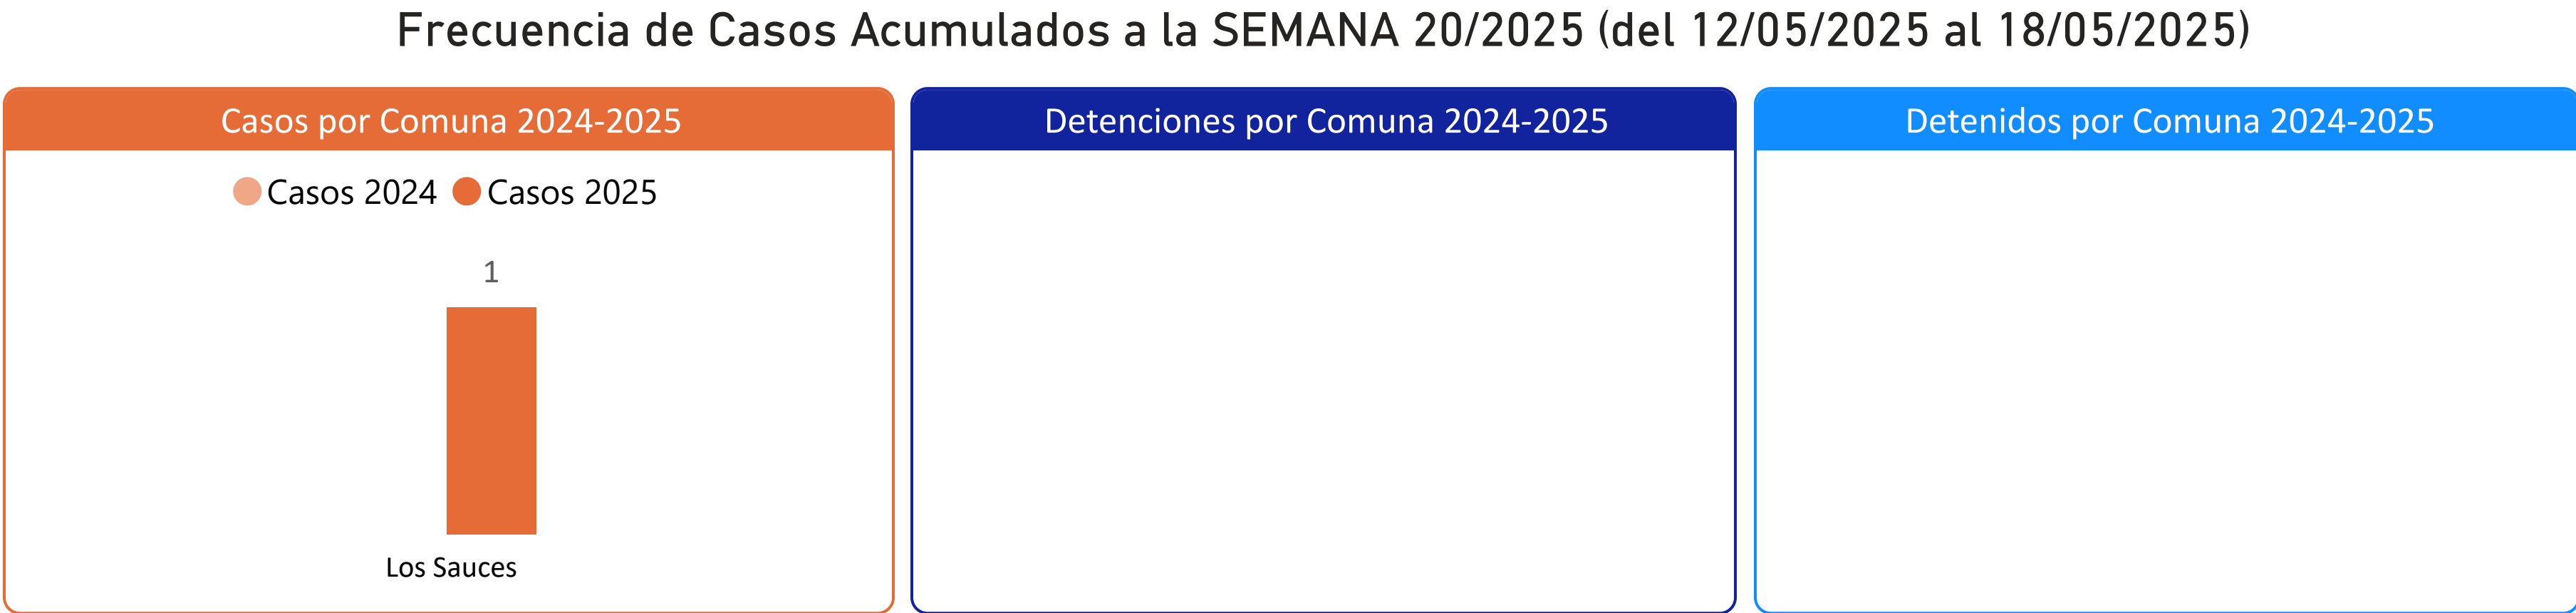 Frecuencia de Casos Acumulados a la SEMANA 20/2025 (del 12/05/2025 al 18/05/2025)
Casos por Comuna 2024-2025
Casos 2024 Casos 2025
1
Los Sauces
Detenciones por Comuna 2024-2025
Detenidos por Comuna 2024-2025